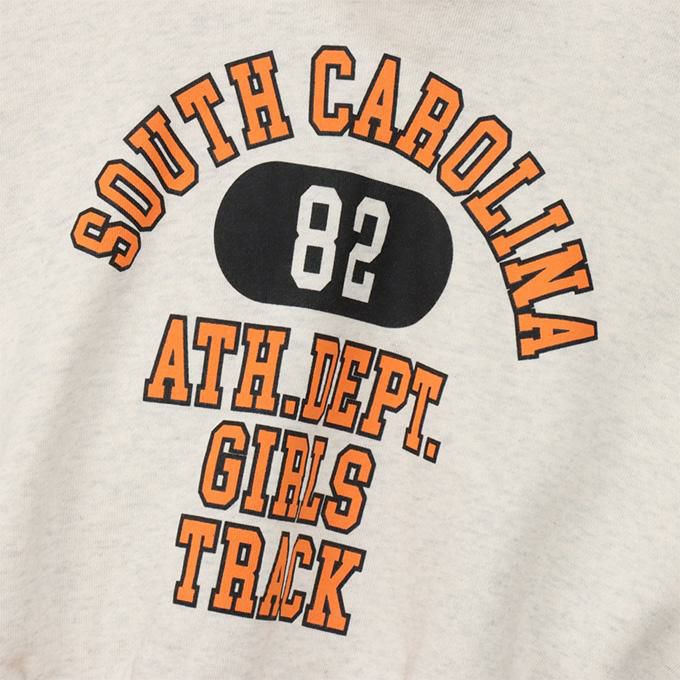 SOUTH CAROLINA
82
ATH.DEPT.
GIRLS
TRACK